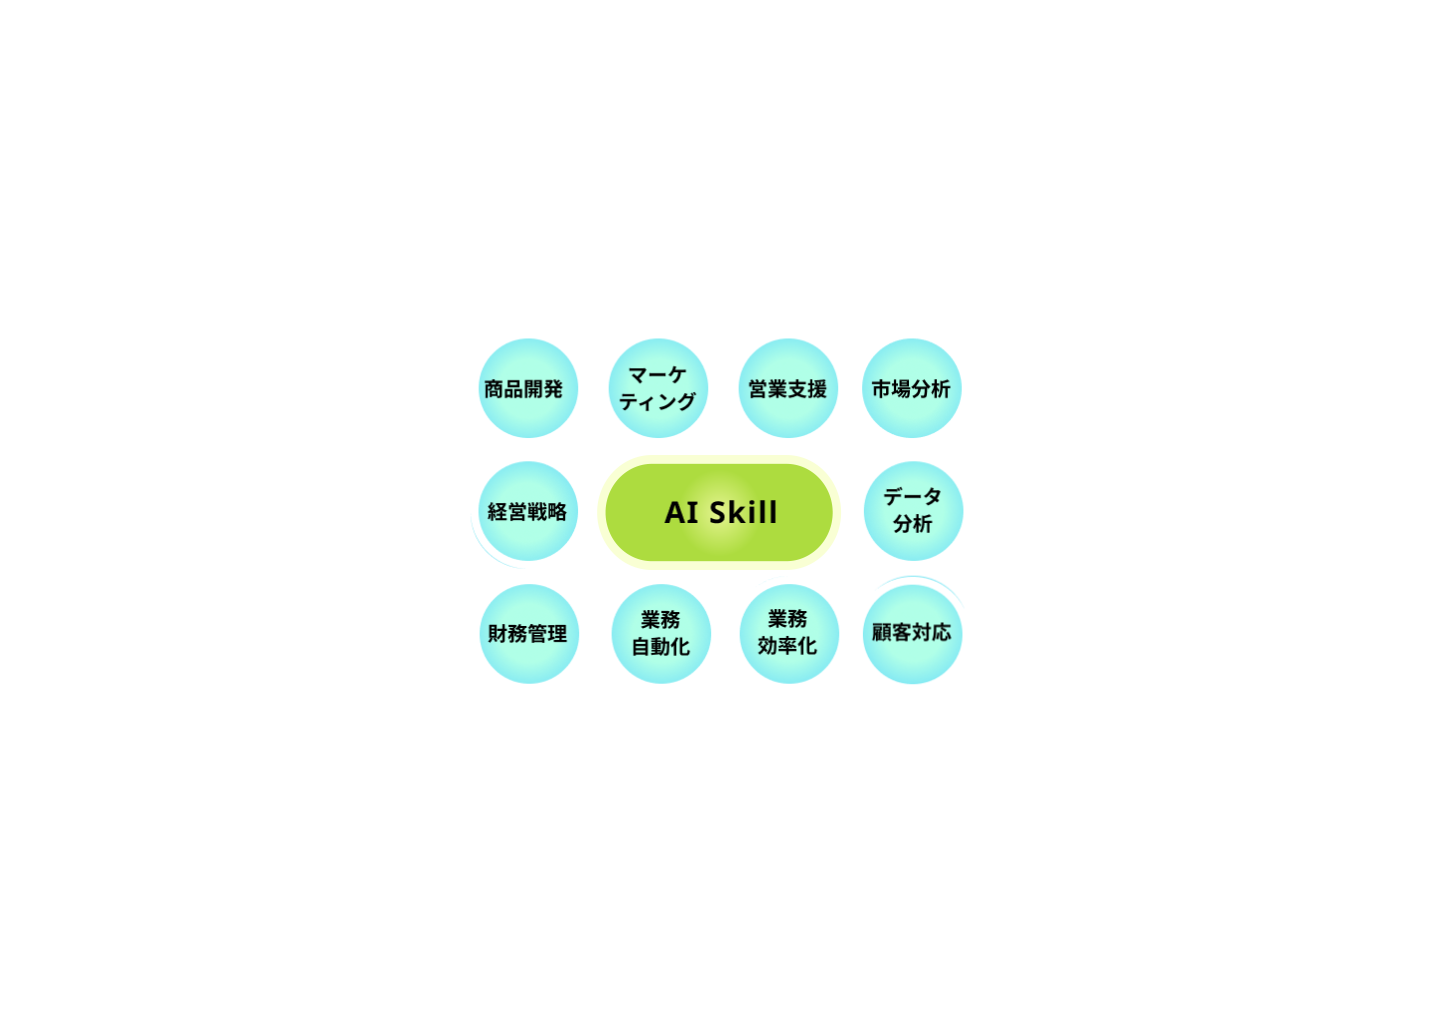 商品開発
マーケ
ティング
営業支援
市場分析
経営戦略
AI Skill
データ
分析
財務管理
業務
自動化
業務
効率化
顧客対応